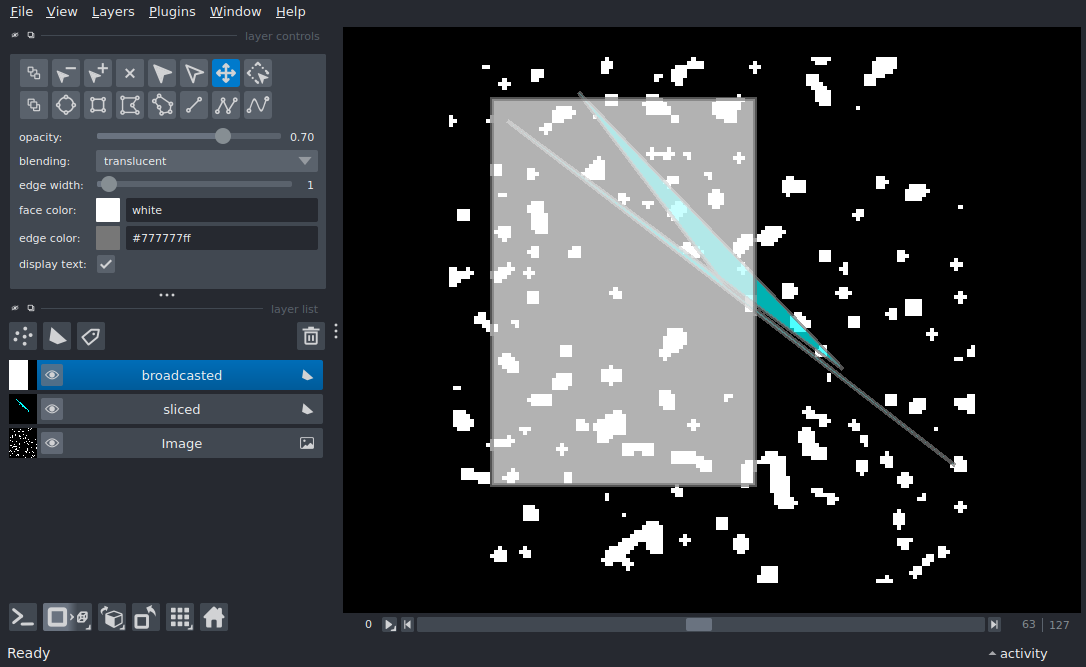 File View Layers Plugins Window Help
layer controls
opacity: 0.70
blending: translucent
edge width: 1
face color: white
edge color: #777777ff
display text:
layer list
broadcasted
sliced
Image
0 63 127
Ready activity